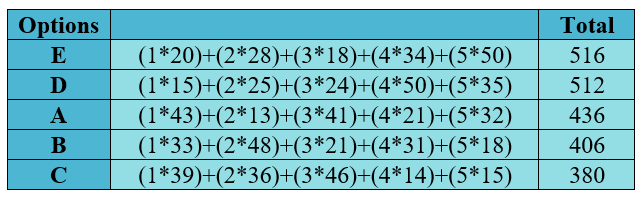 Options Total
E (1*20)+(2*28)+(3*18)+(4*34)+(5*50) 516
D (1*15)+(2*25)+(3*24)+(4*50)+(5*35) 512
A (1*43)+(2*13)+(3*41)+(4*21)+(5*32) 436
B (1*33)+(2*48)+(3*21)+(4*31)+(5*18) 406
C (1*39)+(2*36)+(3*46)+(4*14)+(5*15) 380